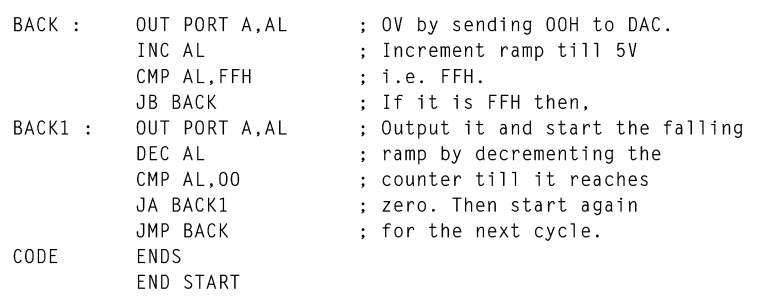 BACK : OUT PORT A,AL ; OV by sending OOH to DAC.
INC AL ; Increment ramp till 5V
CMP AL,FFH ; i.e. FFH.
JB BACK ; If it is FFH then,
BACK1 : OUT PORT A,AL ; Output it and start the falling
DEC AL ; ramp by decrementing the
CMP AL,OO ; counter till it reaches
JA BACK1 ; zero. Then start again
JMP BACK ; for the next cycle.
CODE ENDS
END START